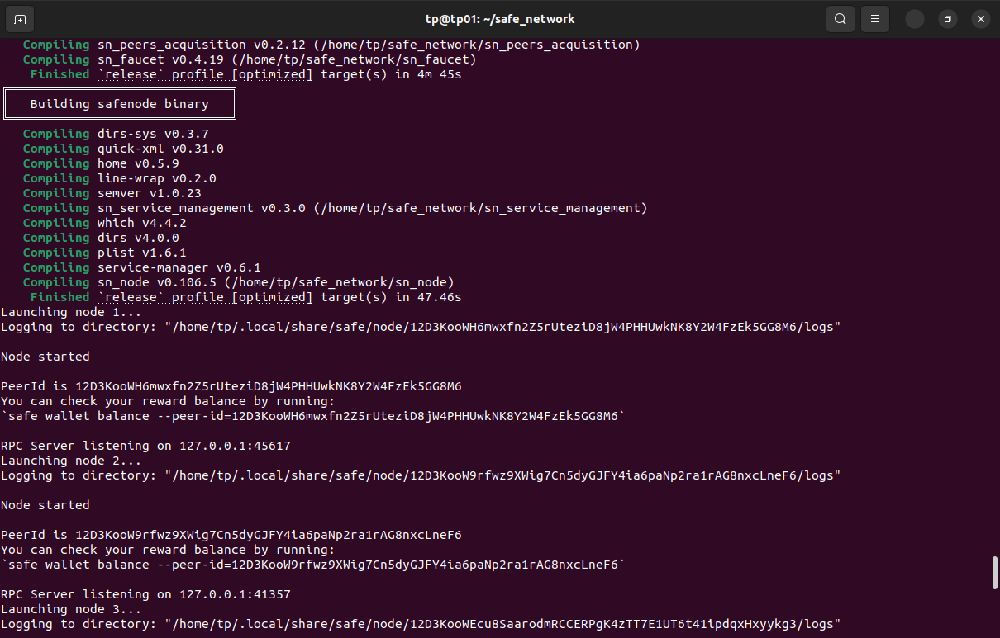 tp@tp01: ~/safe_network
Compiling sn_peers_acquisition v0.2.12 (/home/tp/safe_network/sn_peers_acquisition)
Compiling sn_faucet v0.4.19 (/home/tp/safe_network/sn_faucet)
Finished `release` profile [optimized] target(s) in 4m 45s
Building safenode binary
Compiling dirs-sys v0.3.7
Compiling quick-xml v0.31.0
Compiling home v0.5.9
Compiling line-wrap v0.2.0
Compiling semver v1.0.23
Compiling sn_service_management v0.3.0 (/home/tp/safe_network/sn_service_management)
Compiling which v4.4.2
Compiling dirs v4.0.0
Compiling plist v1.6.1
Compiling service-manager v0.6.1
Compiling sn_node v0.106.5 (/home/tp/safe_network/sn_node)
Finished `release` profile [optimized] target(s) in 47.46s
Launching node 1...
Logging to directory: "/home/tp/.local/share/safe/node/12D3KooWH6mwxfn2Z5rUteziD8jW4PHHUwkNK8Y2W4FzEk5GG8M6/logs"
Node started
PeerId is 12D3KooWH6mwxfn2Z5rUteziD8jW4PHHUwkNK8Y2W4FzEk5GG8M6
You can check your reward balance by running:
`safe wallet balance --peer-id=12D3KooWH6mwxfn2Z5rUteziD8jW4PHHUwkNK8Y2W4FzEk5GG8M6`
RPC Server listening on 127.0.0.1:45617
Launching node 2...
Logging to directory: "/home/tp/.local/share/safe/node/12D3KooW9rfwz9XWig7Cn5dyGJFY4ia6paNp2ra1rAG8nxcLneF6/logs"
Node started
PeerId is 12D3KooW9rfwz9XWig7Cn5dyGJFY4ia6paNp2ra1rAG8nxcLneF6
You can check your reward balance by running:
`safe wallet balance --peer-id=12D3KooW9rfwz9XWig7Cn5dyGJFY4ia6paNp2ra1rAG8nxcLneF6`
RPC Server listening on 127.0.0.1:41357
Launching node 3...
Logging to directory: "/home/tp/.local/share/safe/node/12D3KooWEcu8SaarodmRCCERPgK4zTT7E1UT6t41ipdqxHxyykg3/logs"